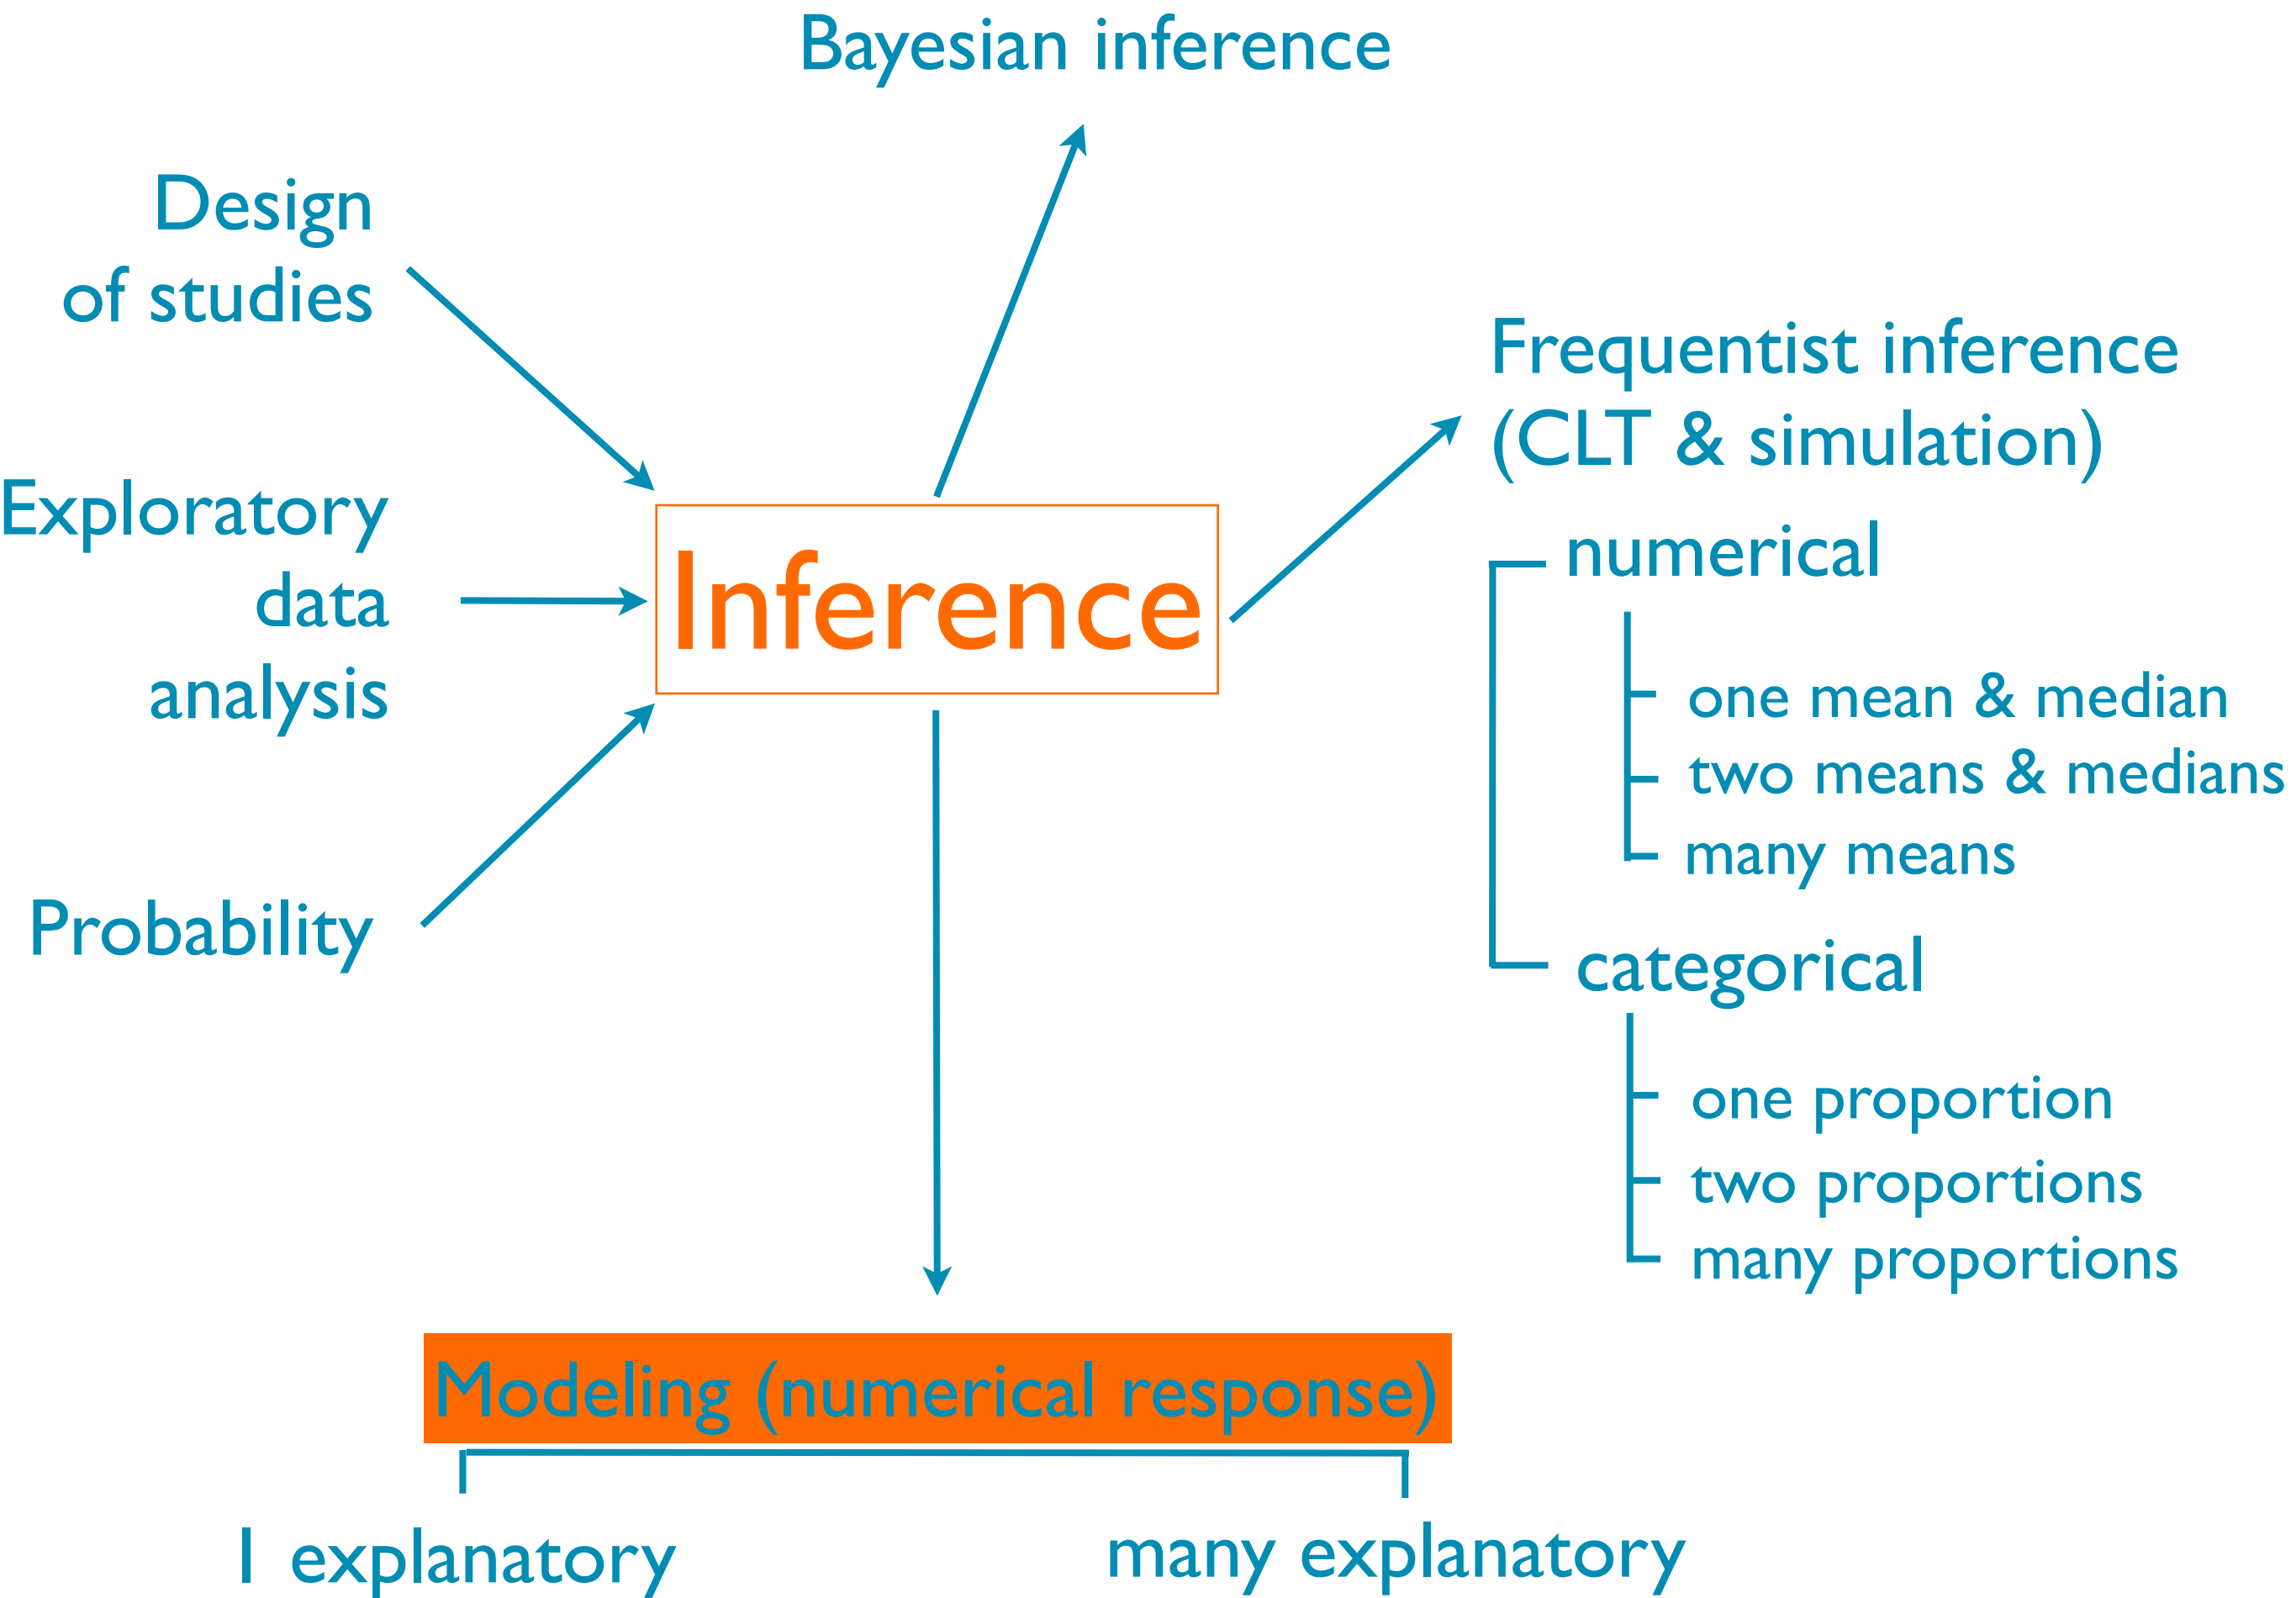 Bayesian inference
Design
of studies
Frequentist inference
(CLT & simulation)
Exploratory
data
analysis
Inference
numerical
one mean & median
two means & medians
many means
Probability
categorical
one proportion
two proportions
many proportions
Modeling (numerical response)
1 explanatory
many explanatory